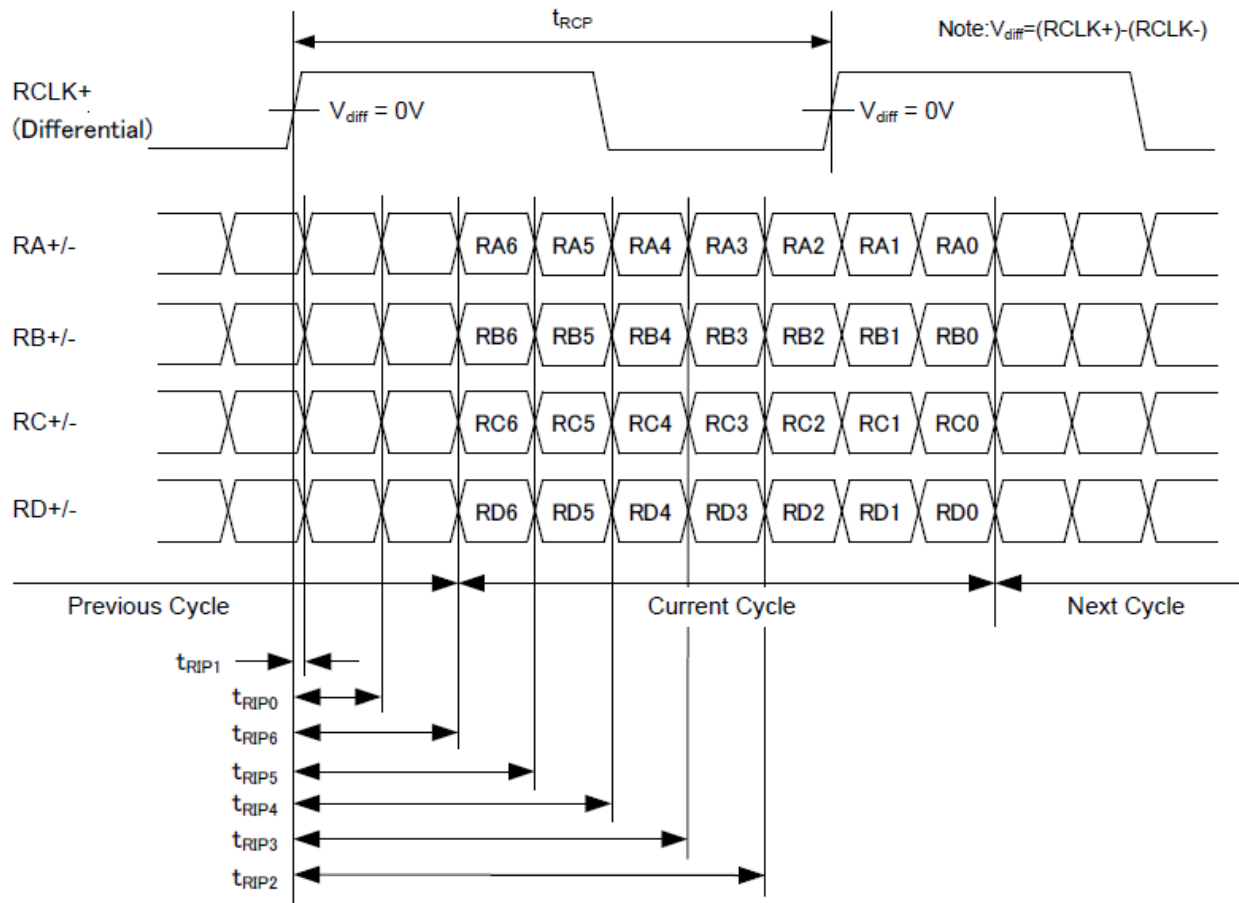 tRCP
Note:Vdiff=(RCLK+)-(RCLK-)
RCLK+
(Differential)
Vdiff = 0V
Vdiff = 0V
RA+/-
RA6 RA5 RA4 RA3 RA2 RA1 RA0
RB+/-
RB6 RB5 RB4 RB3 RB2 RB1 RB0
RC+/-
RC6 RC5 RC4 RC3 RC2 RC1 RC0
RD+/-
RD6 RD5 RD4 RD3 RD2 RD1 RD0
Previous Cycle
Current Cycle
Next Cycle
tRIP1
tRIP0
tRIP6
tRIP5
tRIP4
tRIP3
tRIP2